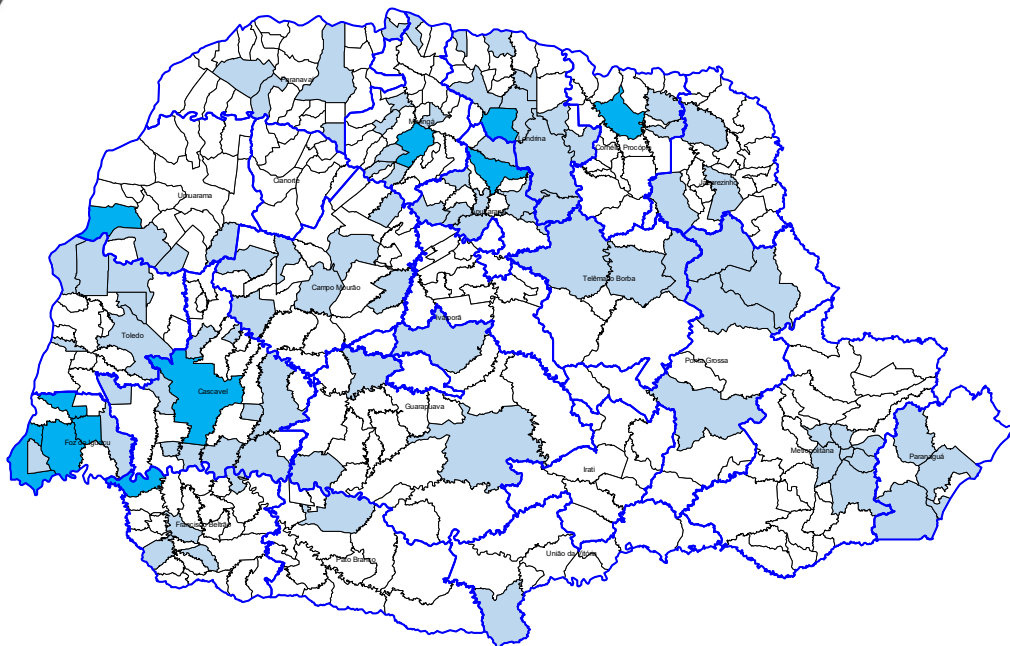 Paranavaí
Maringá
Londrina
Cornélio Procópio
Jacarezinho
Umuarama
Cianorte
Apucarana
Campo Mourão
Telêmaco Borba
Ivaiporã
Toledo
Ponta Grossa
Cascavel
Guarapuava
Foz do Iguaçu
Metropolitana
Paranaguá
Irati
Francisco Beltrão
Pato Branco
União da Vitória